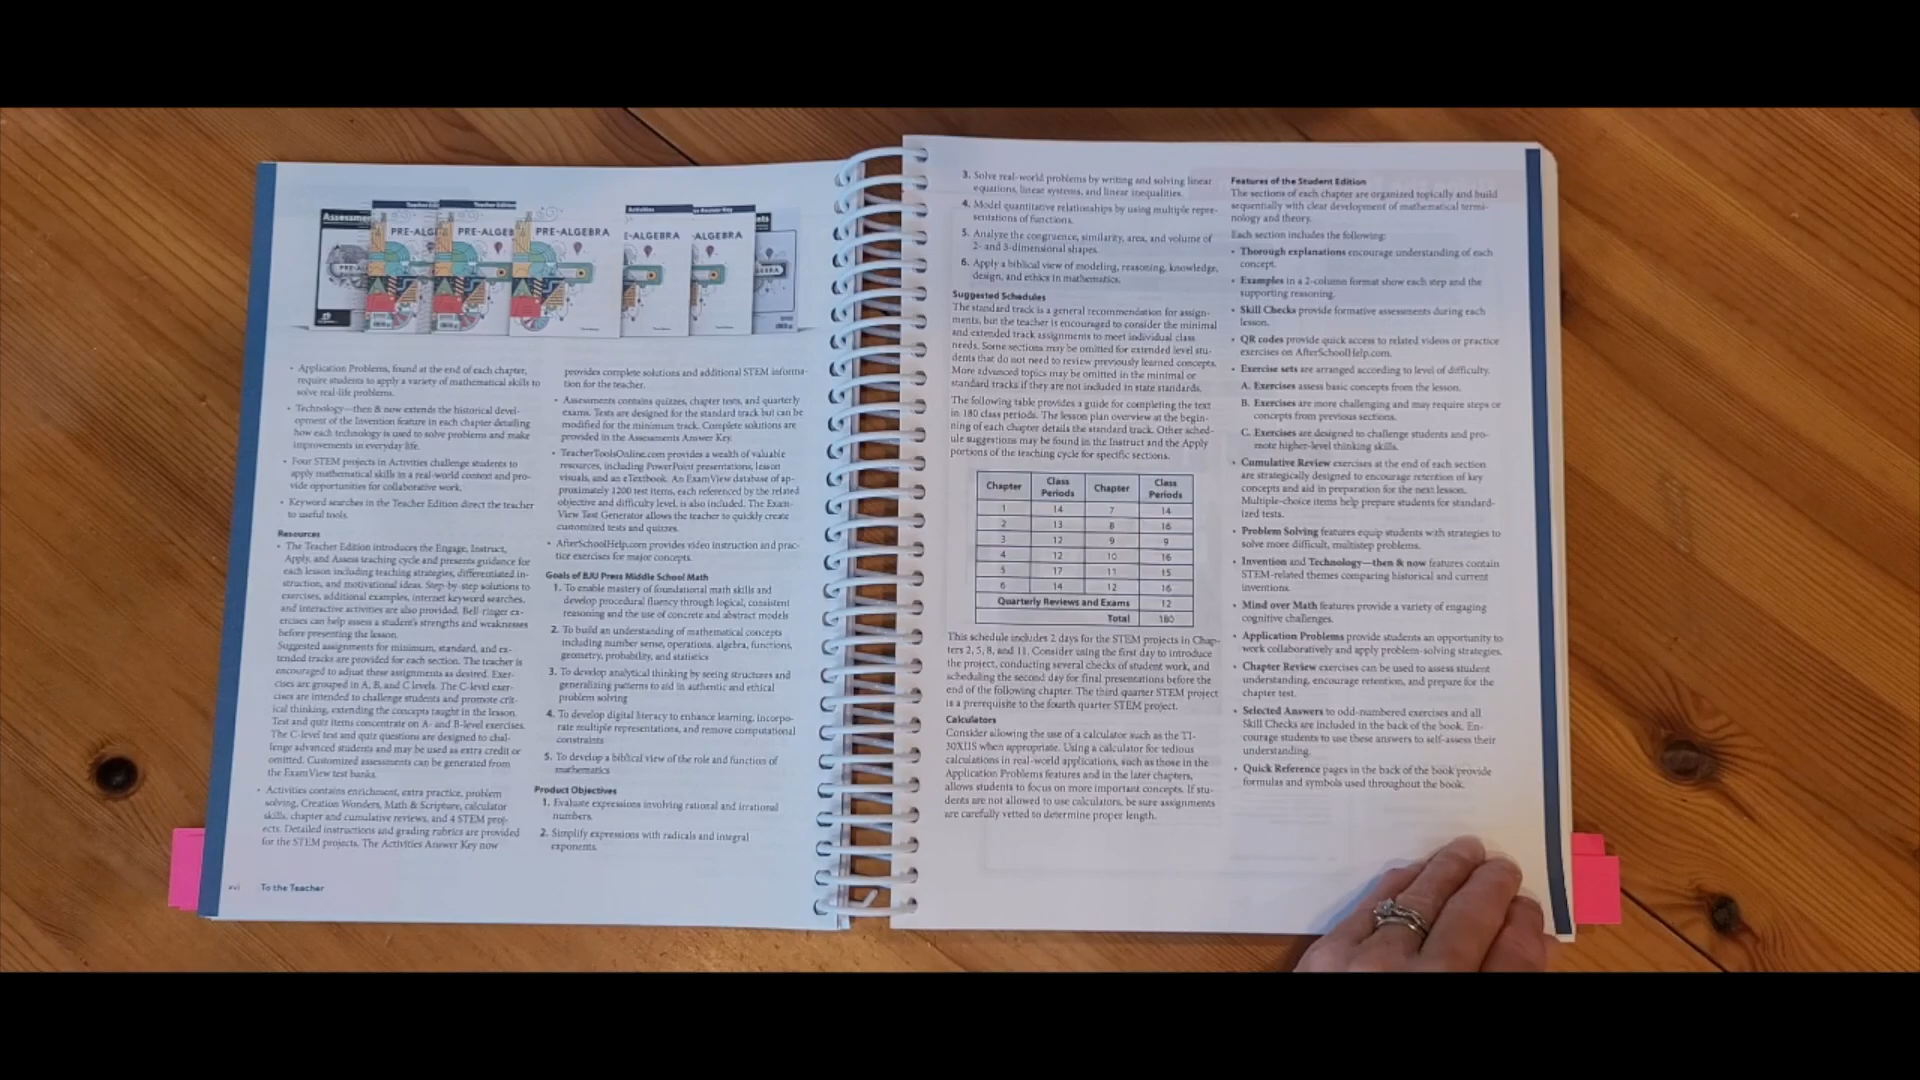 Assessme
Teacher Edi
Teacher Edition
Activities
es Answer Key
ets
PRE-ALG
PRE-ALGEB
PRE-ALGEBRA
E-ALGEBRA
-ALGEBRA
PRE-A
EBRA
• Application Problems, found at the end of each chapter,
require students to apply a variety of mathematical skills to
solve real-life problems.
• Technology—then & now extends the historical devel-
opment of the Invention feature in each chapter detailing
how each technology is used to solve problems and make
improvements in everyday life.
• Four STEM projects in Activities challenge students to
apply mathematical skills in a real-world context and pro-
vide opportunities for collaborative work.
• Keyword searches in the Teacher Edition direct the teacher
to useful tools.
Resources
• The Teacher Edition introduces the Engage, Instruct,
Apply, and Assess teaching cycle and presents guidance for
each lesson including teaching strategies, differentiated in-
struction, and motivational ideas. Step-by-step solutions to
exercises, additional examples, internet keyword searches,
and interactive activities are also provided. Bell-ringer ex-
ercises can help assess a student's strengths and weaknesses
before presenting the lesson.
Suggested assignments for minimum, standard, and ex-
tended tracks are provided for each section. The teacher is
encouraged to adjust these assignments as desired. Exer-
cises are grouped in A, B, and C levels. The C-level exer-
cises are intended to challenge students and promote crit-
ical thinking, extending the concepts taught in the lesson.
Test and quiz items concentrate on A- and B-level exercises.
The C-level test and quiz questions are designed to chal-
lenge advanced students and may be used as extra credit or
omitted. Customized assessments can be generated from
the ExamView test banks.
• Activities contains enrichment, extra practice, problem
solving, Creation Wonders, Math & Scripture, calculator
skills, chapter and cumulative reviews, and 4 STEM proj-
ects. Detailed instructions and grading rubrics are provided
for the STEM projects. The Activities Answer Key now
provides complete solutions and additional STEM informa-
tion for the teacher.
• Assessments contains quizzes, chapter tests, and quarterly
exams. Tests are designed for the standard track but can be
modified for the minimum track. Complete solutions are
provided in the Assessments Answer Key.
• TeacherToolsOnline.com provides a wealth of valuable
resources, including PowerPoint presentations, lesson
visuals, and an eTextbook. An ExamView database of ap-
proximately 1200 test items, each referenced by the related
objective and difficulty level, is also included. The Exam-
View Test Generator allows the teacher to quickly create
customized tests and quizzes.
• AfterSchoolHelp.com provides video instruction and prac-
tice exercises for major concepts.
Goals of BJU Press Middle School Math
1. To enable mastery of foundational math skills and
develop procedural fluency through logical, consistent
reasoning and the use of concrete and abstract models
2. To build an understanding of mathematical concepts
including number sense, operations, algebra, functions,
geometry, probability, and statistics
3. To develop analytical thinking by seeing structures and
generalizing patterns to aid in authentic and ethical
problem solving
4. To develop digital literacy to enhance learning, incorpo-
rate multiple representations, and remove computational
constraints
5. To develop a biblical view of the role and function of
mathematics
Product Objectives
1. Evaluate expressions involving rational and irrational
numbers.
2. Simplify expressions with radicals and integral
exponents.
xvi To the Teacher
3. Solve real-world problems by writing and solving linear
equations, linear systems, and linear inequalities.
4. Model quantitative relationships by using multiple repre-
sentations of functions.
5. Analyze the congruence, similarity, area, and volume of
2- and 3-dimensional shapes.
6. Apply a biblical view of modeling, reasoning, knowledge,
design, and ethics in mathematics.
Suggested Schedules
The standard track is a general recommendation for assign-
ments, but the teacher is encouraged to consider the minimal
and extended track assignments to meet individual class
needs. Some sections may be omitted for extended level stu-
dents that do not need to review previously learned concepts.
More advanced topics may be omitted in the minimal or
standard tracks if they are not included in state standards.
The following table provides a guide for completing the text
in 180 class periods. The lesson plan overview at the begin-
ning of each chapter details the standard track. Other sched-
ule suggestions may be found in the Instruct and the Apply
portions of the teaching cycle for specific sections.
Chapter Class Periods Chapter Class Periods
1 14 7 14
2 13 8 16
3 12 9 9
4 12 10 16
5 17 11 15
6 14 12 16
Quarterly Reviews and Exams 12
Total 180
This schedule includes 2 days for the STEM projects in Chap-
ters 2, 5, 8, and 11. Consider using the first day to introduce
the project, conducting several checks of student work, and
scheduling the second day for final presentations before the
end of the following chapter. The third quarter STEM project
is a prerequisite to the fourth quarter STEM project.
Calculators
Consider allowing the use of a calculator such as the TI-
30XIIS when appropriate. Using a calculator for tedious
calculations in real-world applications, such as those in the
Application Problems features and in the later chapters,
allows students to focus on more important concepts. If stu-
dents are not allowed to use calculators, be sure assignments
are carefully vetted to determine proper length.
Features of the Student Edition
The sections of each chapter are organized topically and build
sequentially with clear development of mathematical termi-
nology and theory.
Each section includes the following:
• Thorough explanations encourage understanding of each
concept.
• Examples in a 2-column format show each step and the
supporting reasoning.
• Skill Checks provide formative assessments during each
lesson.
• QR codes provide quick access to related videos or practice
exercises on AfterSchoolHelp.com.
• Exercise sets are arranged according to level of difficulty.
A. Exercises assess basic concepts from the lesson.
B. Exercises are more challenging and may require steps or
concepts from previous sections.
C. Exercises are designed to challenge students and pro-
mote higher-level thinking skills.
• Cumulative Review exercises at the end of each section
are strategically designed to encourage retention of key
concepts and aid in preparation for the next lesson.
Multiple-choice items help prepare students for standard-
ized tests.
• Problem Solving features equip students with strategies to
solve more difficult, multistep problems.
• Invention and Technology—then & now features contain
STEM-related themes comparing historical and current
inventions.
• Mind over Math features provide a variety of engaging
cognitive challenges.
• Application Problems provide students an opportunity to
work collaboratively and apply problem-solving strategies.
• Chapter Review exercises can be used to assess student
understanding, encourage retention, and prepare for the
chapter test.
• Selected Answers to odd-numbered exercises and all
Skill Checks are included in the back of the book. En-
courage students to use these answers to self-assess their
understanding.
• Quick Reference pages in the back of the book provide
formulas and symbols used throughout the book.